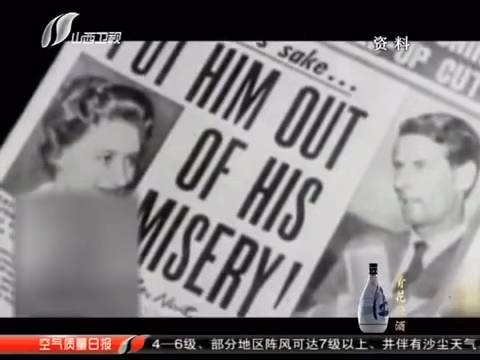 山西卫视
资料
sake...
UP CUT
PUT HIM OUT
OF HIS
MISERY!
青花
酒
空气质量日报 4—6级、部分地区阵风可达7级以上、并伴有沙尘天气